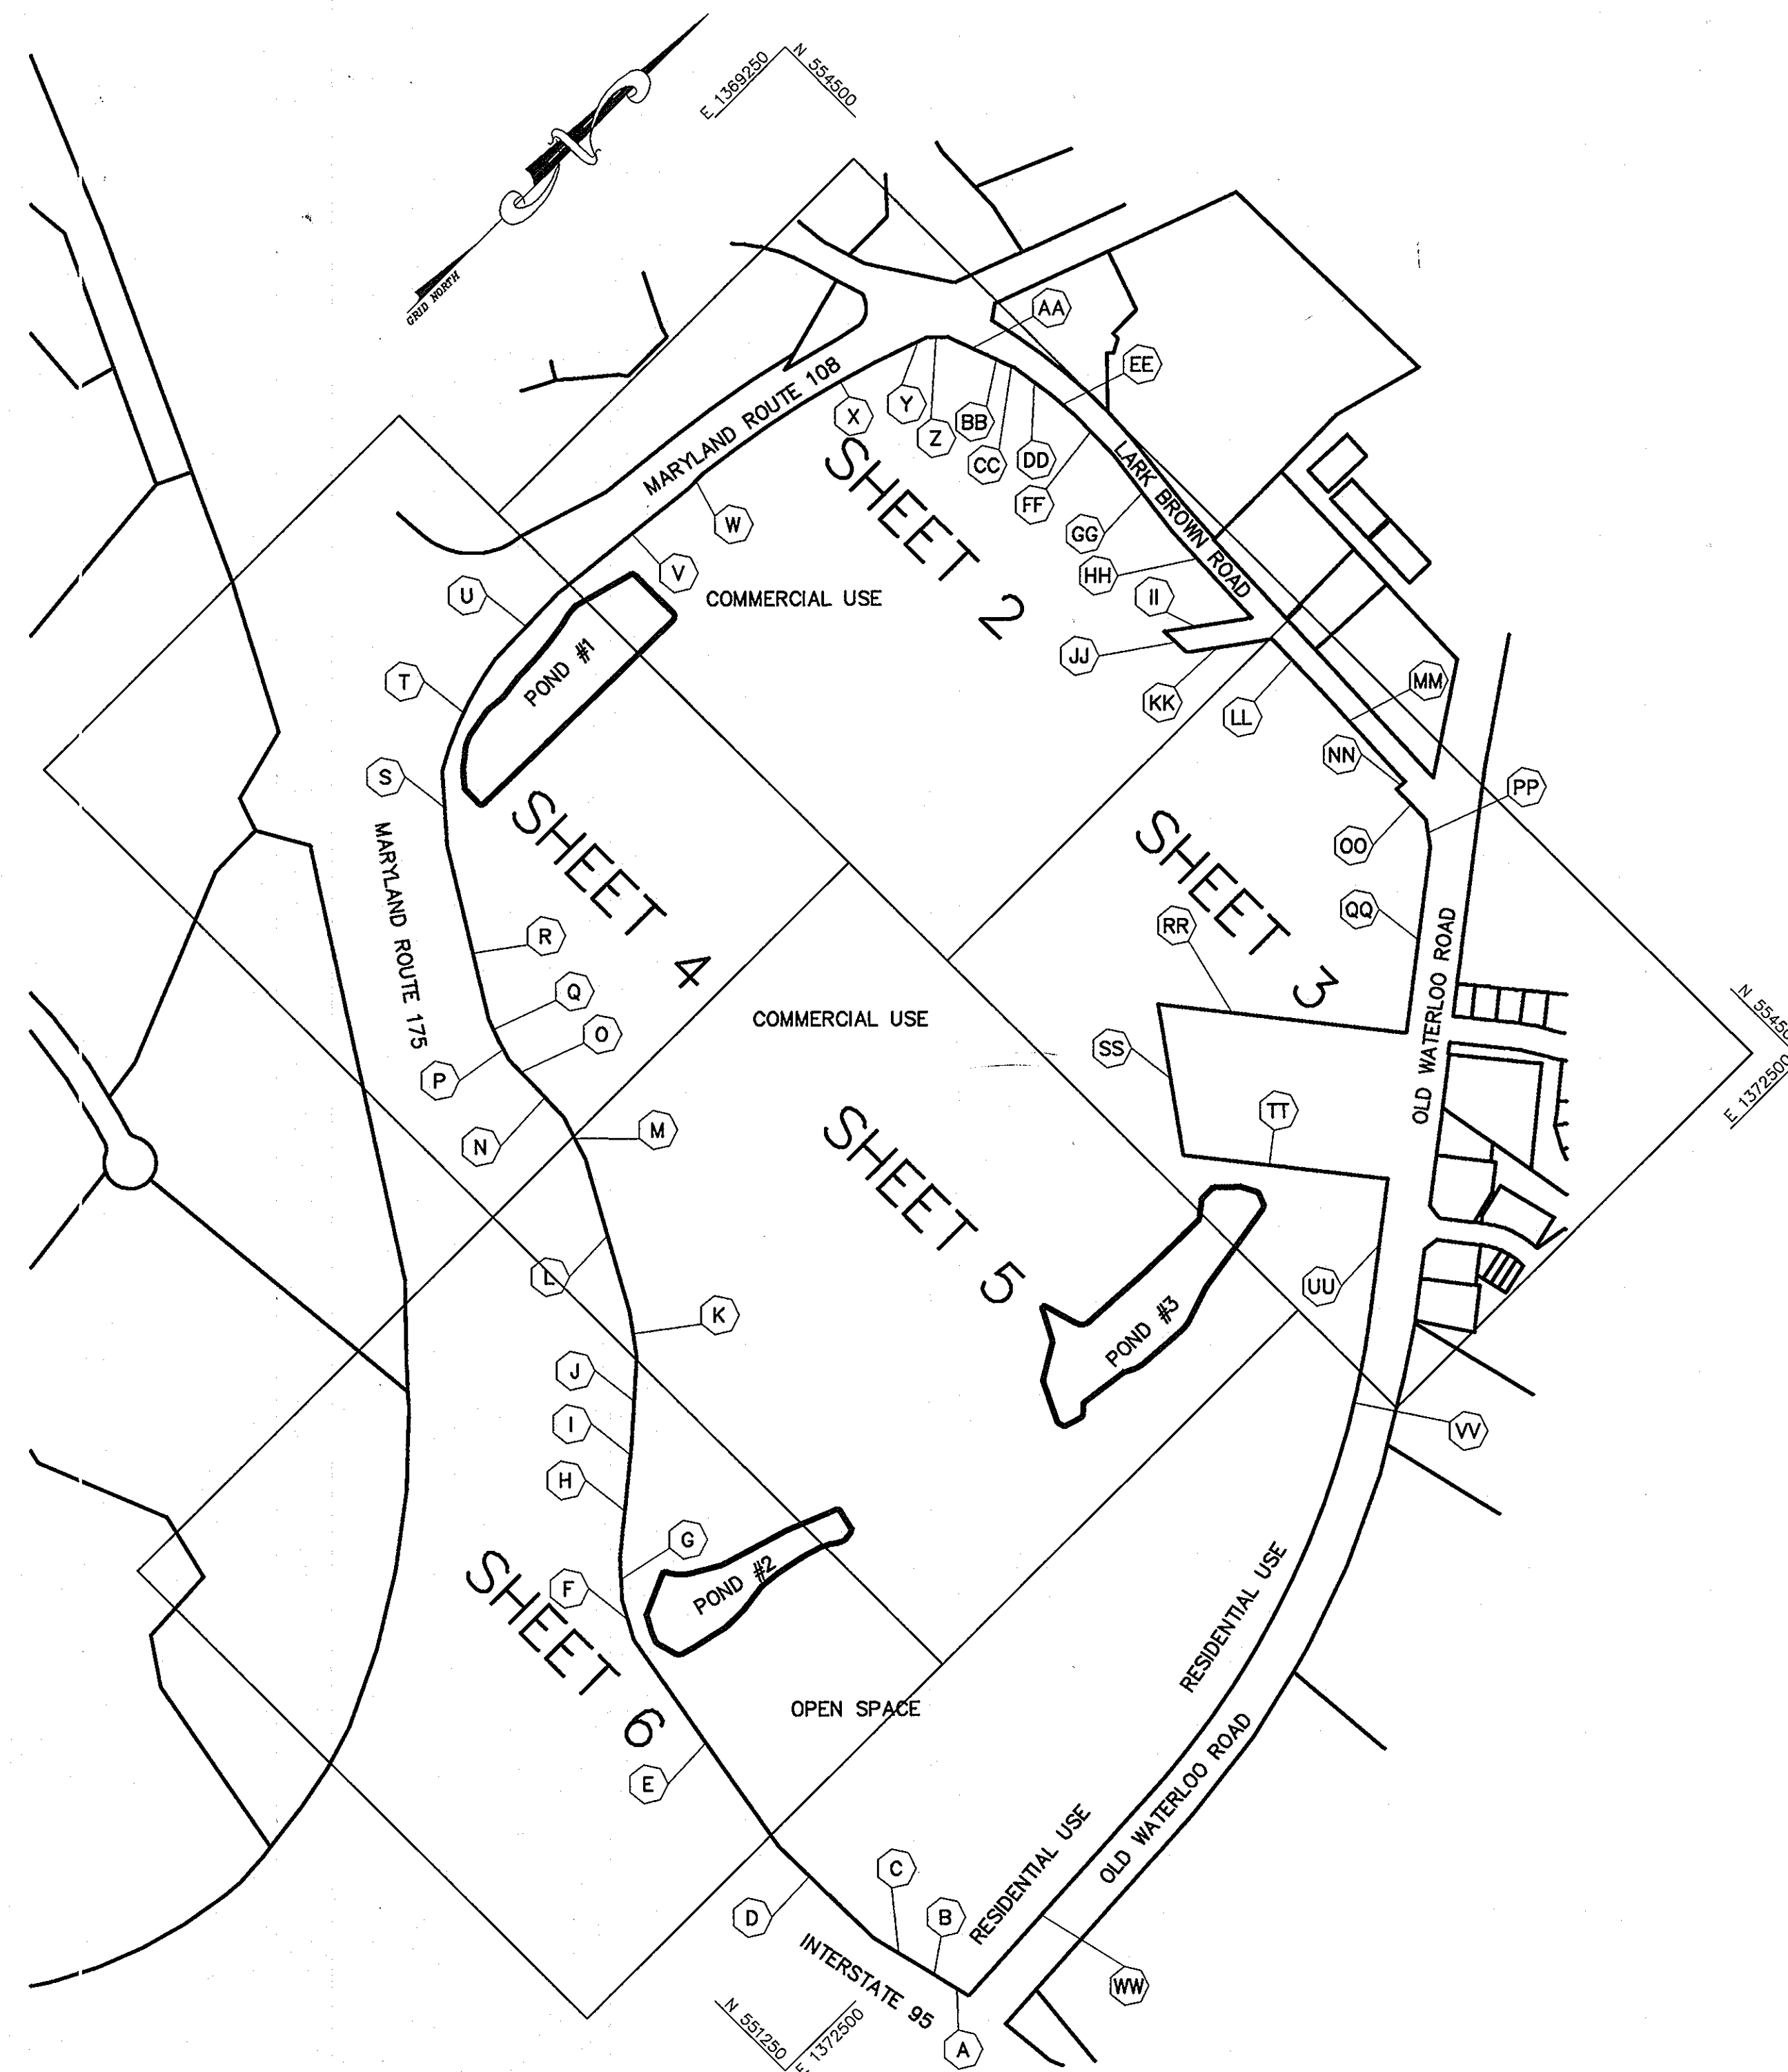 E 1369250
N 554500
GRID NORTH
AA
MARYLAND ROUTE 108
EE
X
Y
Z
BB
CC
DD
FF
GG
LARK BROWN ROAD
SHEET 2
W
V
U
HH
II
COMMERCIAL USE
JJ
KK
LL
MM
POND #1
T
S
NN
PP
OO
MARYLAND ROUTE 175
SHEET 4
SHEET 3
QQ
RR
R
Q
O
P
COMMERCIAL USE
OLD WATERLOO ROAD
E 1372500
SS
TT
N
M
SHEET 5
L
K
UU
POND #3
J
I
H
VV
G
F
POND #2
SHEET 6
RESIDENTIAL USE
OPEN SPACE
E
OLD WATERLOO ROAD
RESIDENTIAL USE
C
D
B
INTERSTATE 95
WW
A
N 551250
E 1372500